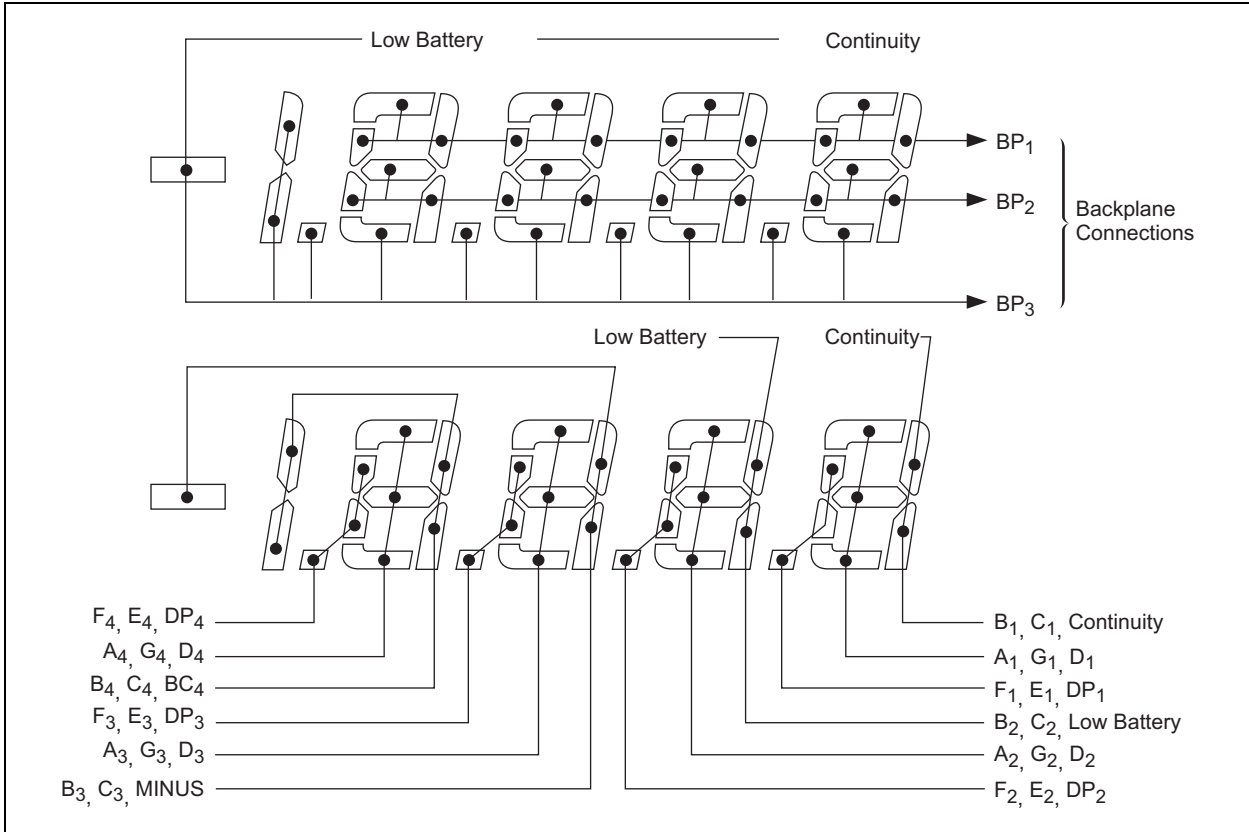 Low Battery
Continuity
BP1
BP2
Backplane
Connections
BP3
Low Battery
Continuity
F4, E4, DP4
A4, G4, D4
B4, C4, BC4
F3, E3, DP3
A3, G3, D3
B3, C3, MINUS
B1, C1, Continuity
A1, G1, D1
F1, E1, DP1
B2, C2, Low Battery
A2, G2, D2
F2, E2, DP2